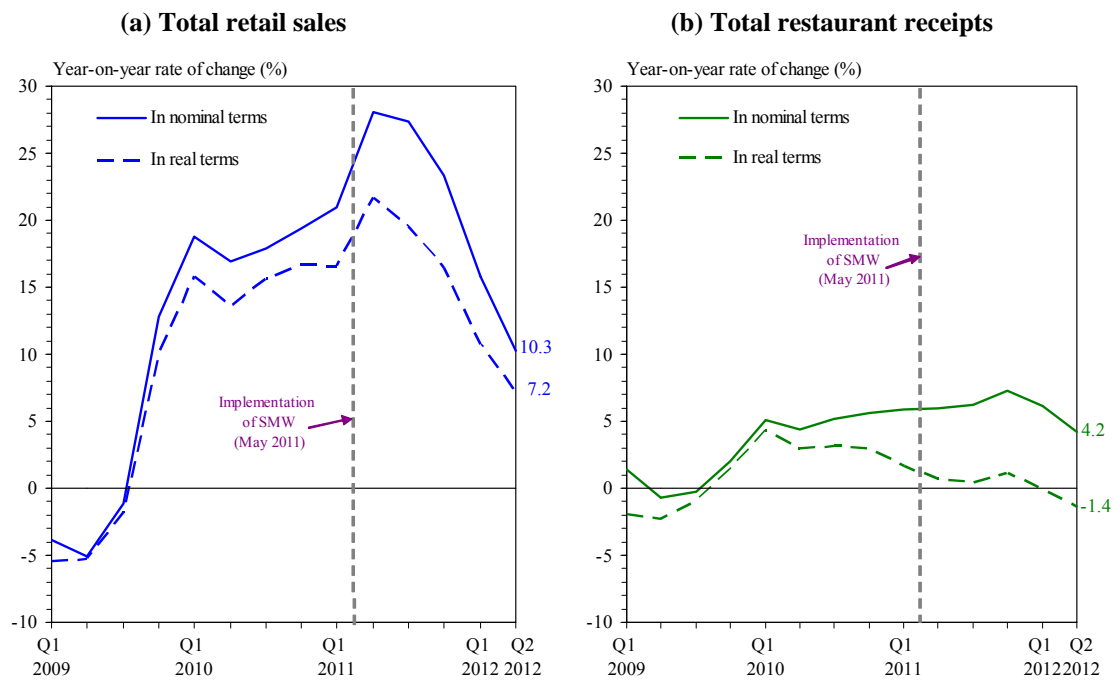 (a) Total retail sales
Year-on-year rate of change (%)
30
25
20
15
10
5
0
-5
-10
In nominal terms
In real terms
Implementation
of SMW
(May 2011)
10.3
7.2
Q1 Q1 Q1 Q1 Q2
2009 2010 2011 2012 2012
(b) Total restaurant receipts
Year-on-year rate of change (%)
30
25
20
15
10
5
0
-5
-10
In nominal terms
In real terms
Implementation
of SMW
(May 2011)
4.2
-1.4
Q1 Q1 Q1 Q1 Q2
2009 2010 2011 2012 2012